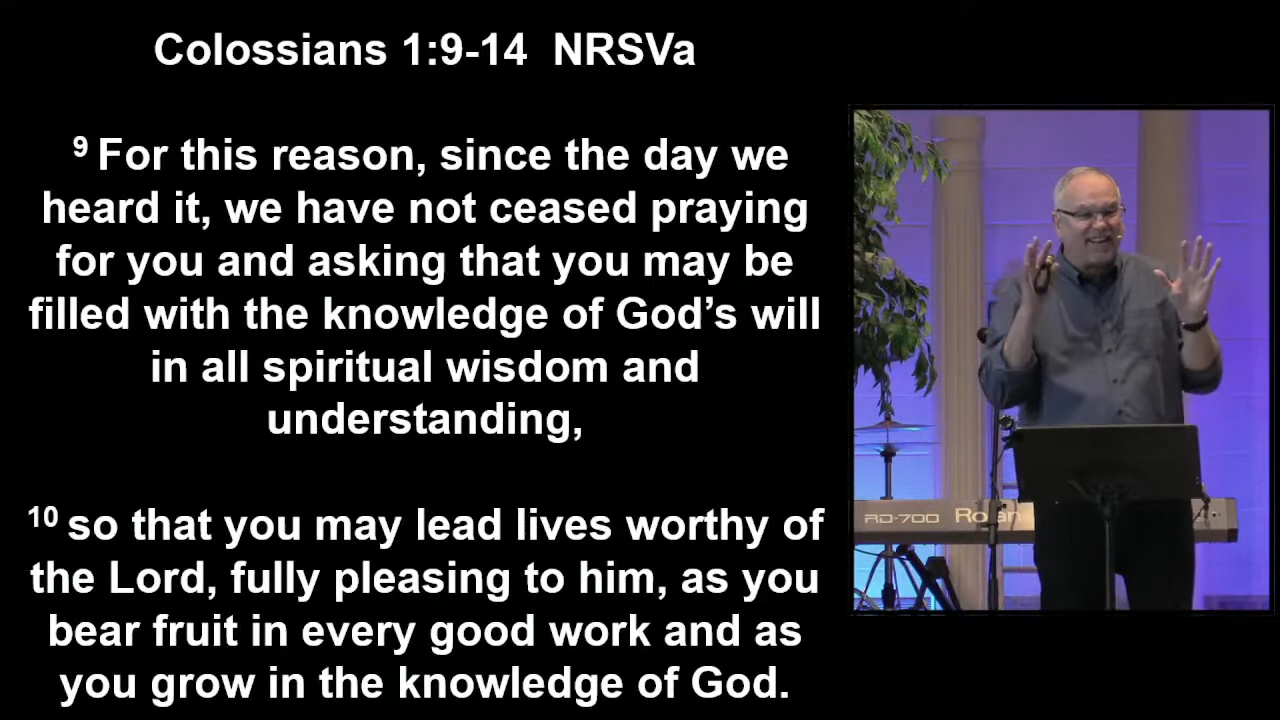 Colossians 1:9-14 NRSVa
9 For this reason, since the day we
heard it, we have not ceased praying
for you and asking that you may be
filled with the knowledge of God’s will
in all spiritual wisdom and
understanding,
10 so that you may lead lives worthy of
the Lord, fully pleasing to him, as you
bear fruit in every good work and as
you grow in the knowledge of God.
RD-700 Roland